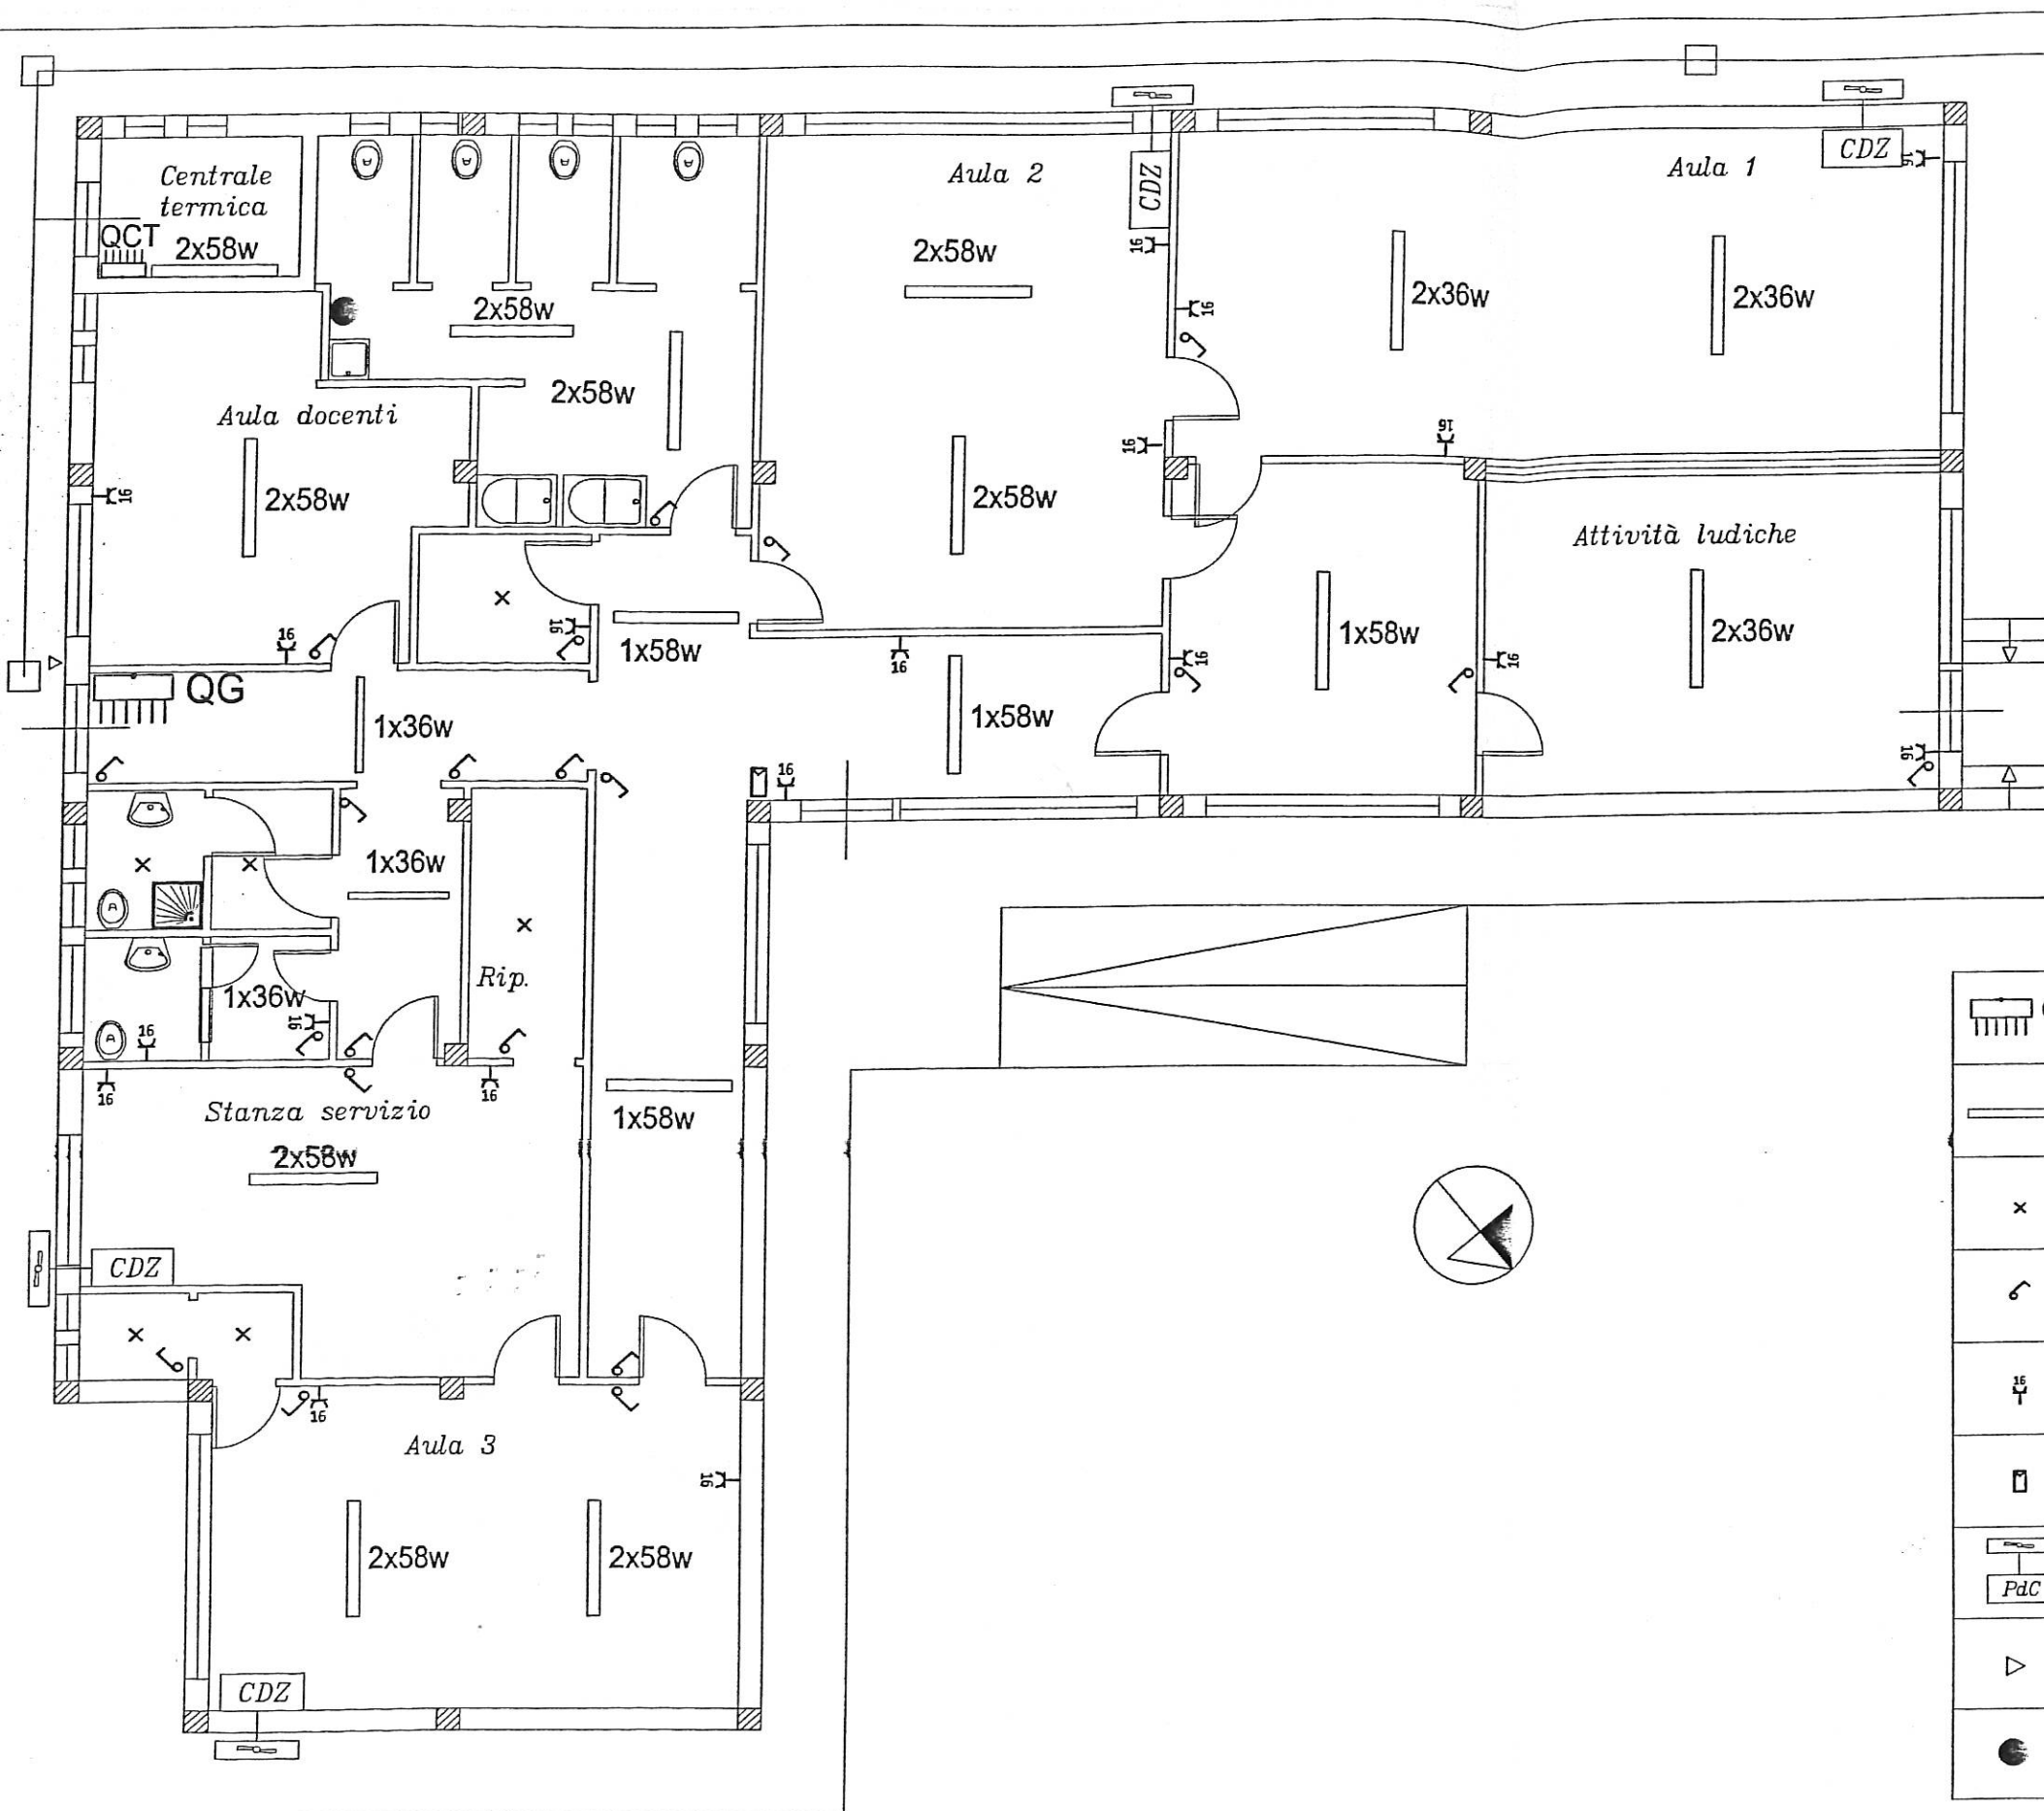 CDZ
16
Aula 1
Aula 2
CDZ
Centrale
termica
QCT
2x58w
2x58w
16
16
2x36w
2x36w
2x58w
2x58w
Aula docenti
16
16
2x58w
16
2x58w
Attività ludiche
16
16
1x58w
16
1x58w
16
16
2x36w
QG
1x36w
1x58w
16
16
1x36w
Rip.
1x36w
16
16
16
16
Stanza servizio
1x58w
2x58w
CDZ
16
Aula 3
16
2x58w
2x58w
CDZ
A
A
16
PdC